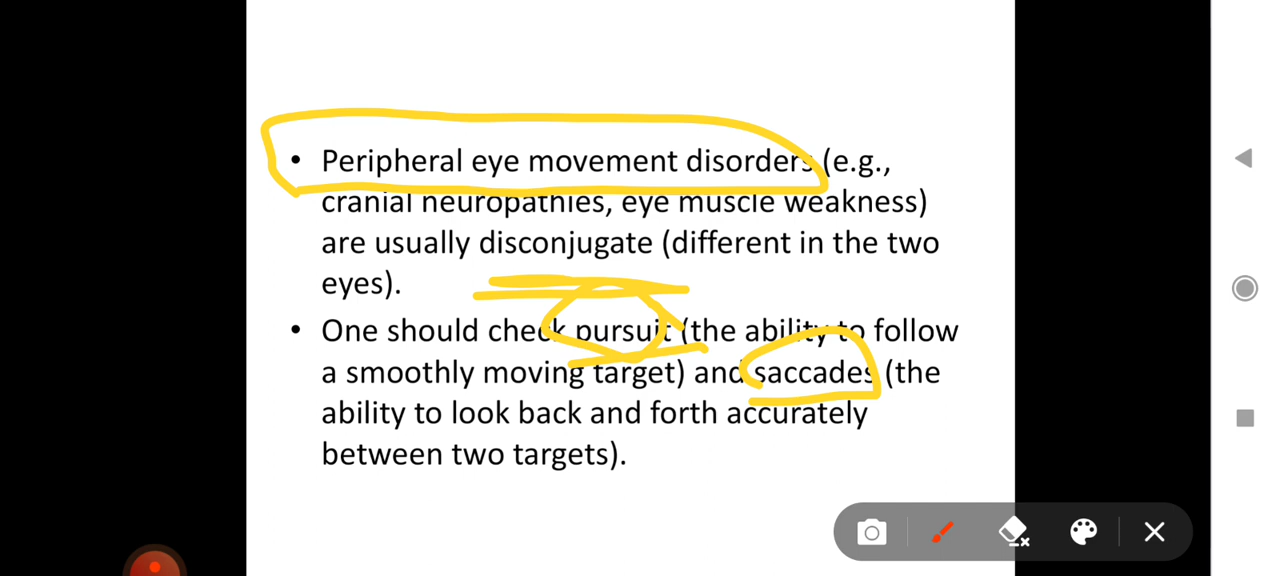 • Peripheral eye movement disorders (e.g.,
cranial neuropathies, eye muscle weakness)
are usually disconjugate (different in the two
eyes).
• One should check pursuit (the ability to follow
a smoothly moving target) and saccades (the
ability to look back and forth accurately
between two targets).